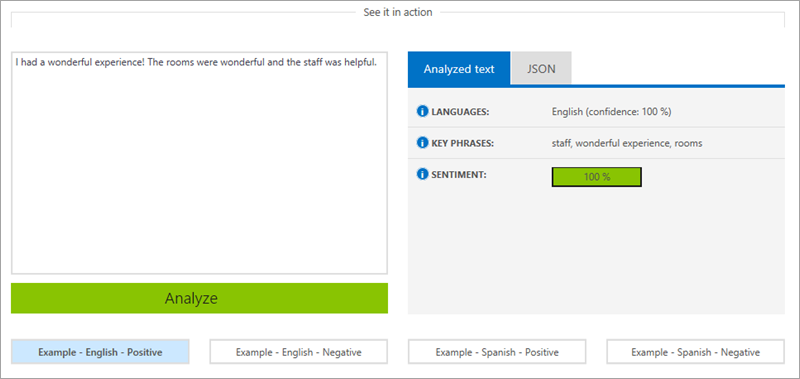 See it in action
I had a wonderful experience! The rooms were wonderful and the staff was helpful.
Analyze
Analyzed text
JSON
LANGUAGES: English (confidence: 100 %)
KEY PHRASES: staff, wonderful experience, rooms
SENTIMENT: 100 %
Example - English - Positive
Example - English - Negative
Example - Spanish - Positive
Example - Spanish - Negative